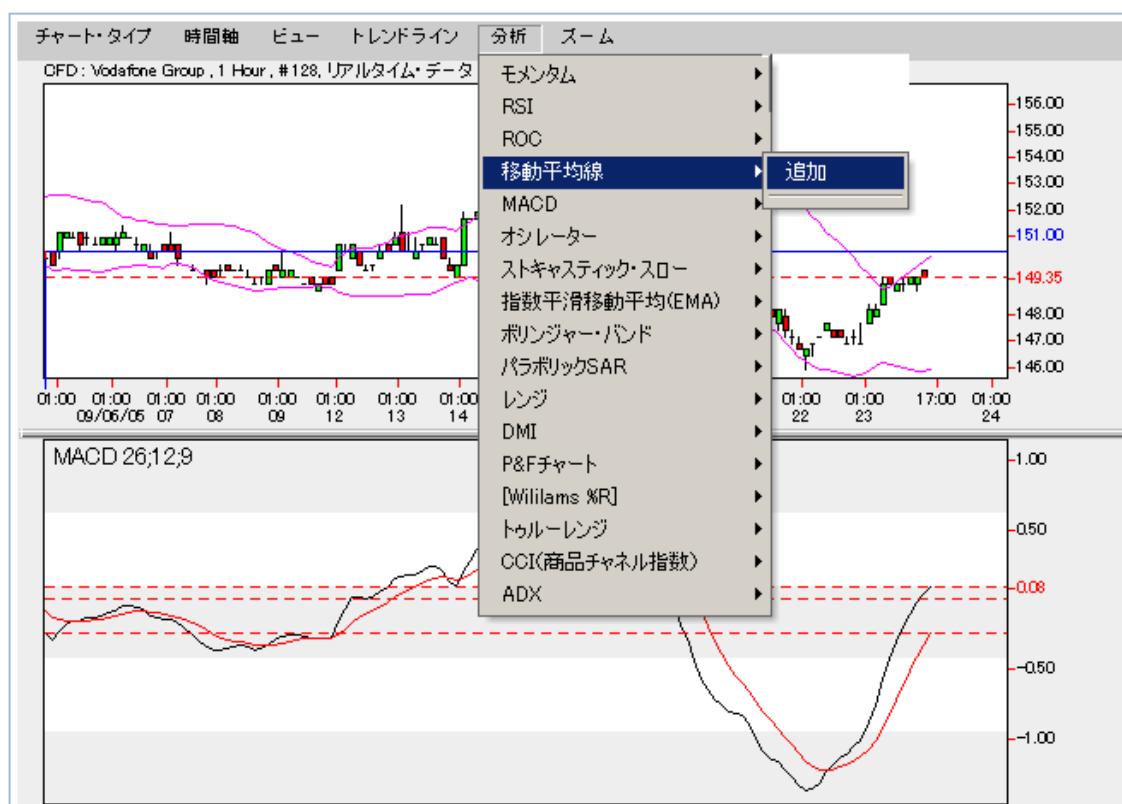 チャート・タイプ 時間軸 ビュー トレンドライン 分析 ズーム
CFD : Vodafone Group , 1 Hour , # 128, リアルタイム・データ
モメンタム
RSI
ROC
移動平均線
追加
MACD
オシレーター
ストキャスティック・スロー
指数平滑移動平均(EMA)
ボリンジャー・バンド
パラボリックSAR
レンジ
DMI
P&Fチャート
[Wililams %R]
トゥルーレンジ
CCI(商品チャネル指数)
ADX
156.00
155.00
154.00
153.00
152.00
151.00
149.35
148.00
147.00
146.00
01:00 01:00 01:00 01:00 01:00 01:00 01:00 01:00 01:00 01:00 17:00 01:00
09/06/05 07 08 09 12 13 14 22 23 24
MACD 26;12;9
1.00
0.50
0.08
-0.50
-1.00